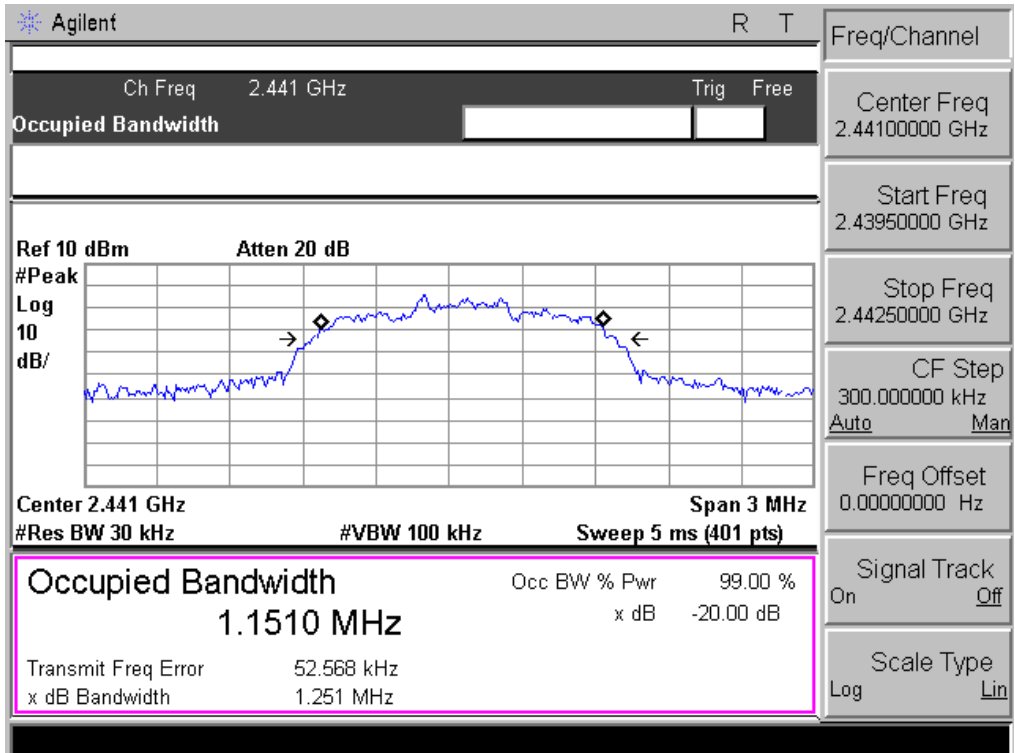 Agilent R T
Ch Freq 2.441 GHz Trig Free
Occupied Bandwidth
Ref 10 dBm Atten 20 dB
#Peak
Log
10
dB/
Center 2.441 GHz Span 3 MHz
#Res BW 30 kHz #VBW 100 kHz Sweep 5 ms (401 pts)
Occupied Bandwidth
1.1510 MHz
Occ BW % Pwr 99.00 %
x dB -20.00 dB
Transmit Freq Error 52.568 kHz
x dB Bandwidth 1.251 MHz
Freq/Channel
Center Freq
2.44100000 GHz
Start Freq
2.43950000 GHz
Stop Freq
2.44250000 GHz
CF Step
300.000000 kHz
Auto Man
Freq Offset
0.00000000 Hz
Signal Track
On Off
Scale Type
Log Lin